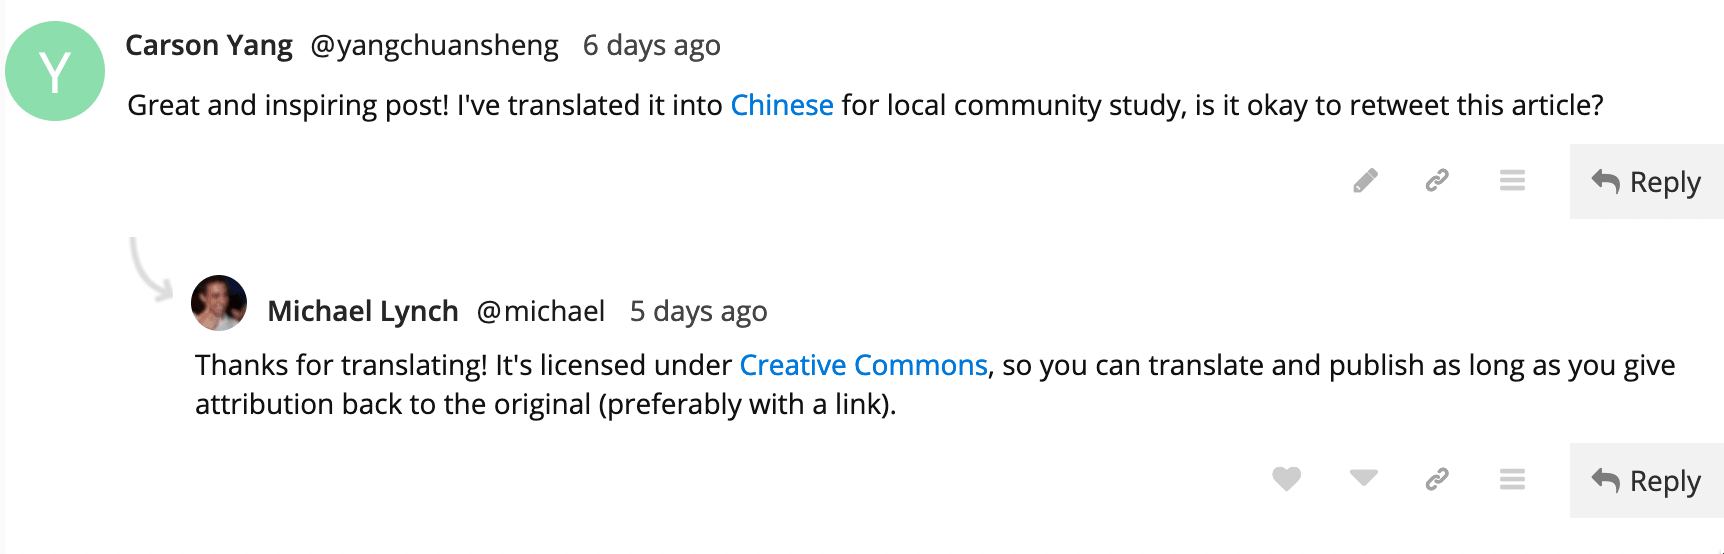 Y
Carson Yang @yangchuansheng 6 days ago
Great and inspiring post! I've translated it into Chinese for local community study, is it okay to retweet this article?
Reply
Michael Lynch @michael 5 days ago
Thanks for translating! It's licensed under Creative Commons, so you can translate and publish as long as you give
attribution back to the original (preferably with a link).
Reply